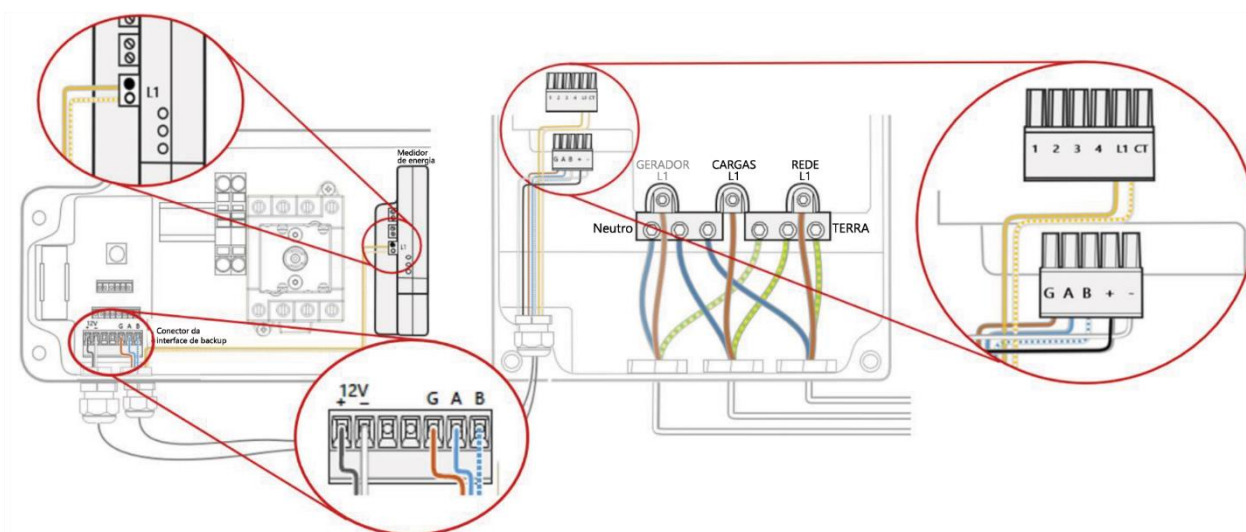 L1
Medidor
de energía
L1
12V
+ -
G A B
Conector da
interface de backup
12V
+ -
G A B
1 2 3 4 L1 CT
G A B + -
GERADOR
L1
CARGAS
L1
REDE
L1
Neutro
TERRA
1 2 3 4 L1 CT
G A B + -